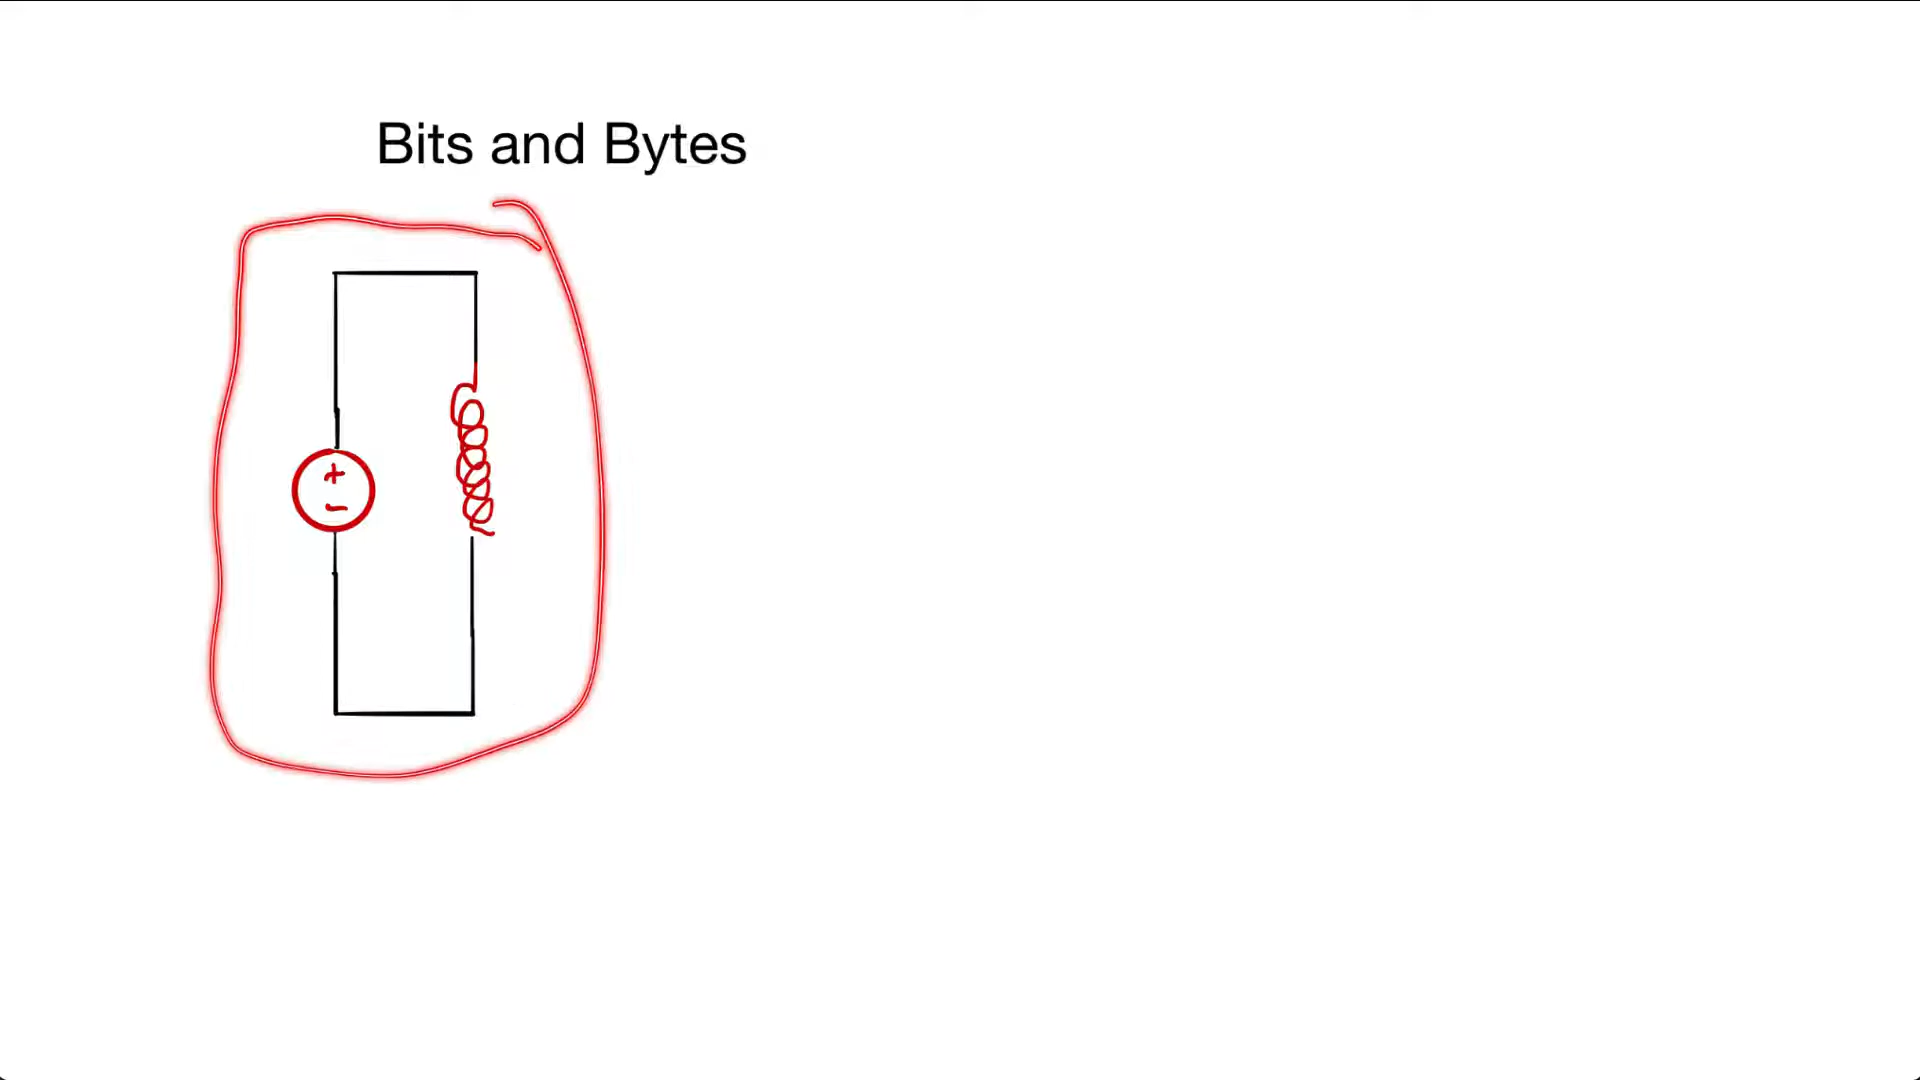 Bits and Bytes
+
−